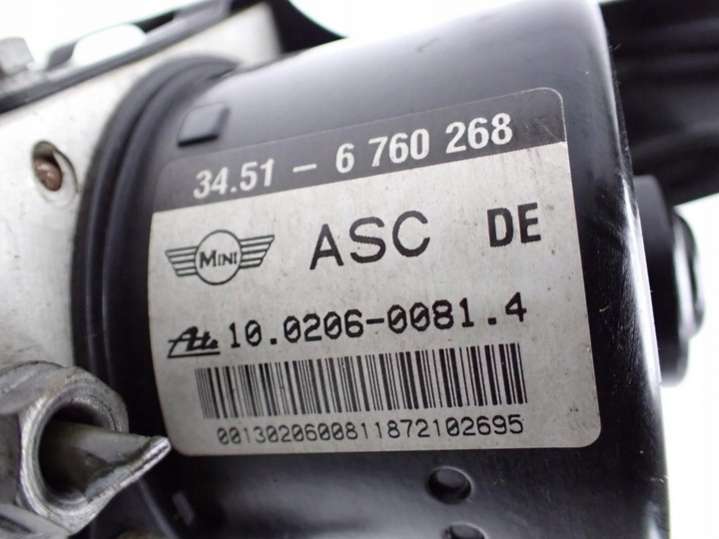 34.51 - 6 760 268
MINI ASC DE
Ate 10.0206-0081.4
0013020600811872102695